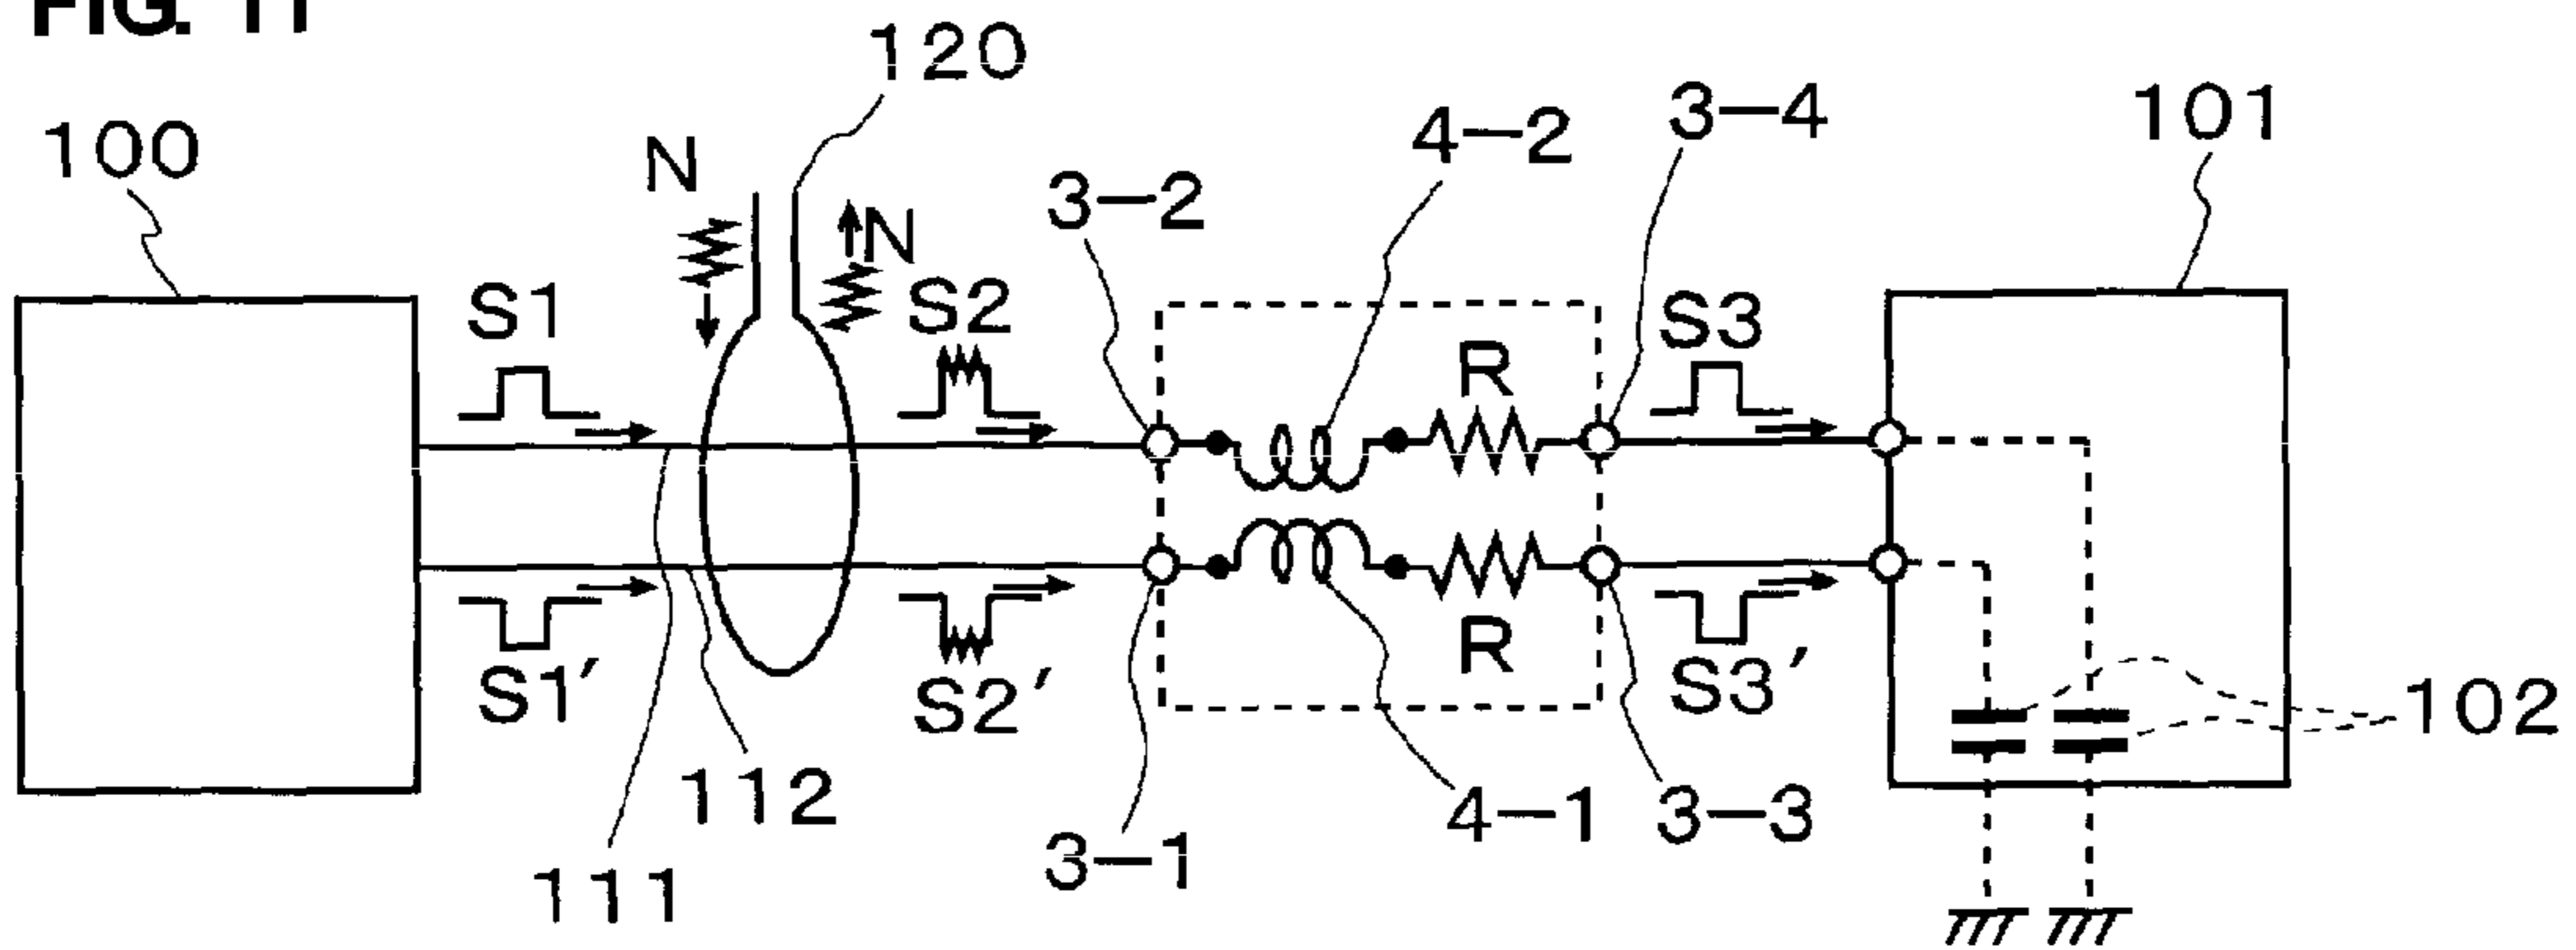 FIG. 11
120
100
N
4-2
3-4
101
3-2
N
S1
S2
S3
R
S1′
S2′
R
S3′
102
112
4-1
3-3
3-1
111